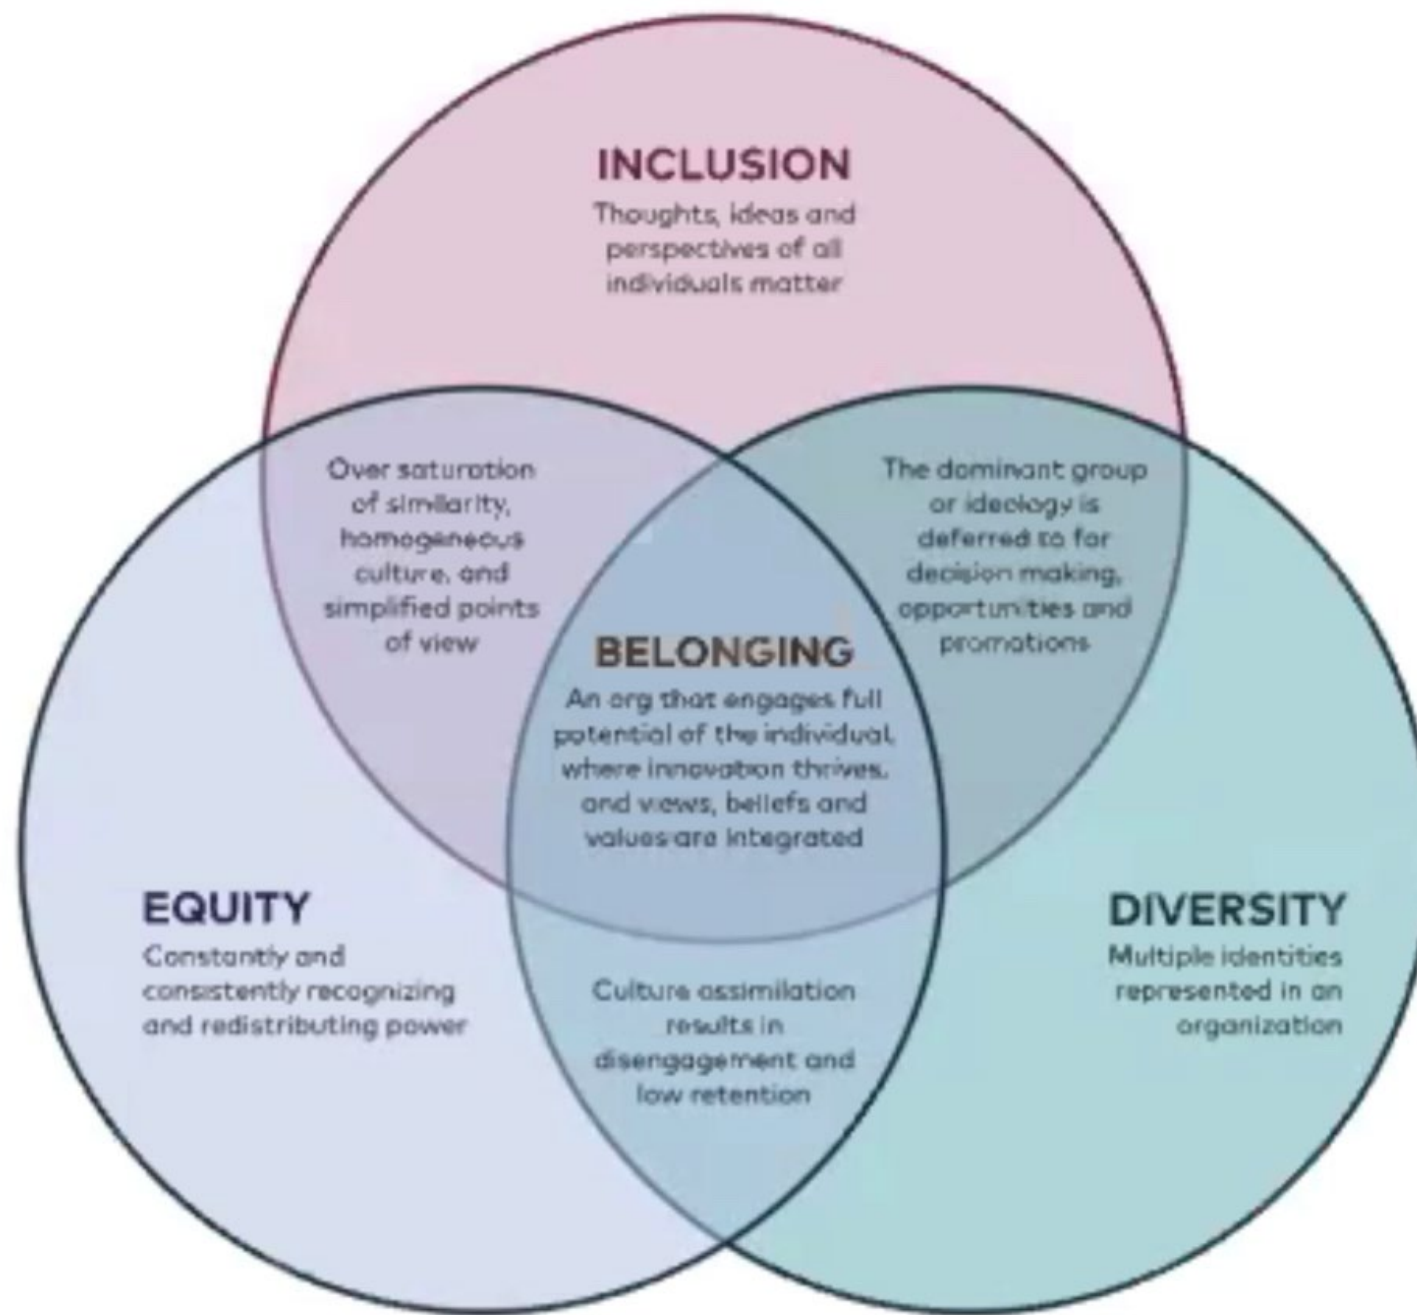 INCLUSION
Thoughts, ideas and
perspectives of all
individuals matter
Over saturation
of similarity,
homogeneous
culture, and
simplified points
of view
The dominant group
or ideology is
deferred to for
decision making,
opportunities and
promotions
BELONGING
An org that engages full
potential of the individual,
where innovation thrives,
and views, beliefs and
values are integrated
EQUITY
Constantly and
consistently recognizing
and redistributing power
DIVERSITY
Multiple identities
represented in an
organization
Culture assimilation
results in
disengagement and
low retention